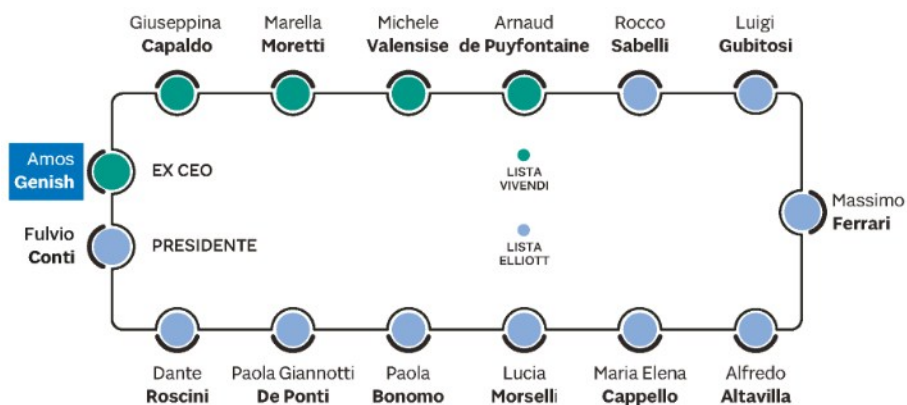 Giuseppina
Capaldo
Marella
Moretti
Michele
Valensise
Arnaud
de Puyfontaine
Rocco
Sabelli
Luigi
Gubitosi
Amos
Genish
EX CEO
LISTA
VIVENDI
Massimo
Ferrari
Fulvio
Conti
PRESIDENTE
LISTA
ELLIOTT
Dante
Roscini
Paola Giannotti
De Ponti
Paola
Bonomo
Lucia
Morselli
Maria Elena
Cappello
Alfredo
Altavilla